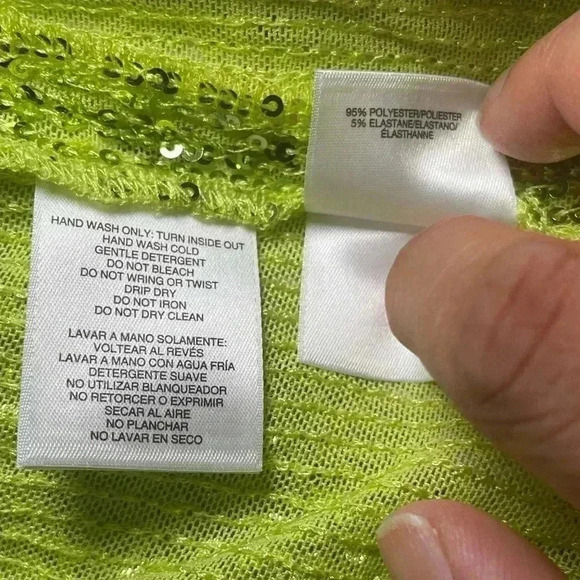 95% POLYESTER/POLIÉSTER
5% ELASTANE/ELASTANO/
ÉLASTHANNE
HAND WASH ONLY: TURN INSIDE OUT
HAND WASH COLD
GENTLE DETERGENT
DO NOT BLEACH
DO NOT WRING OR TWIST
DRIP DRY
DO NOT IRON
DO NOT DRY CLEAN
LAVAR A MANO SOLAMENTE:
VOLTEAR AL REVÉS
LAVAR A MANO CON AGUA FRÍA
DETERGENTE SUAVE
NO UTILIZAR BLANQUEADOR
NO RETORCER O EXPRIMIR
SECAR AL AIRE
NO PLANCHAR
NO LAVAR EN SECO